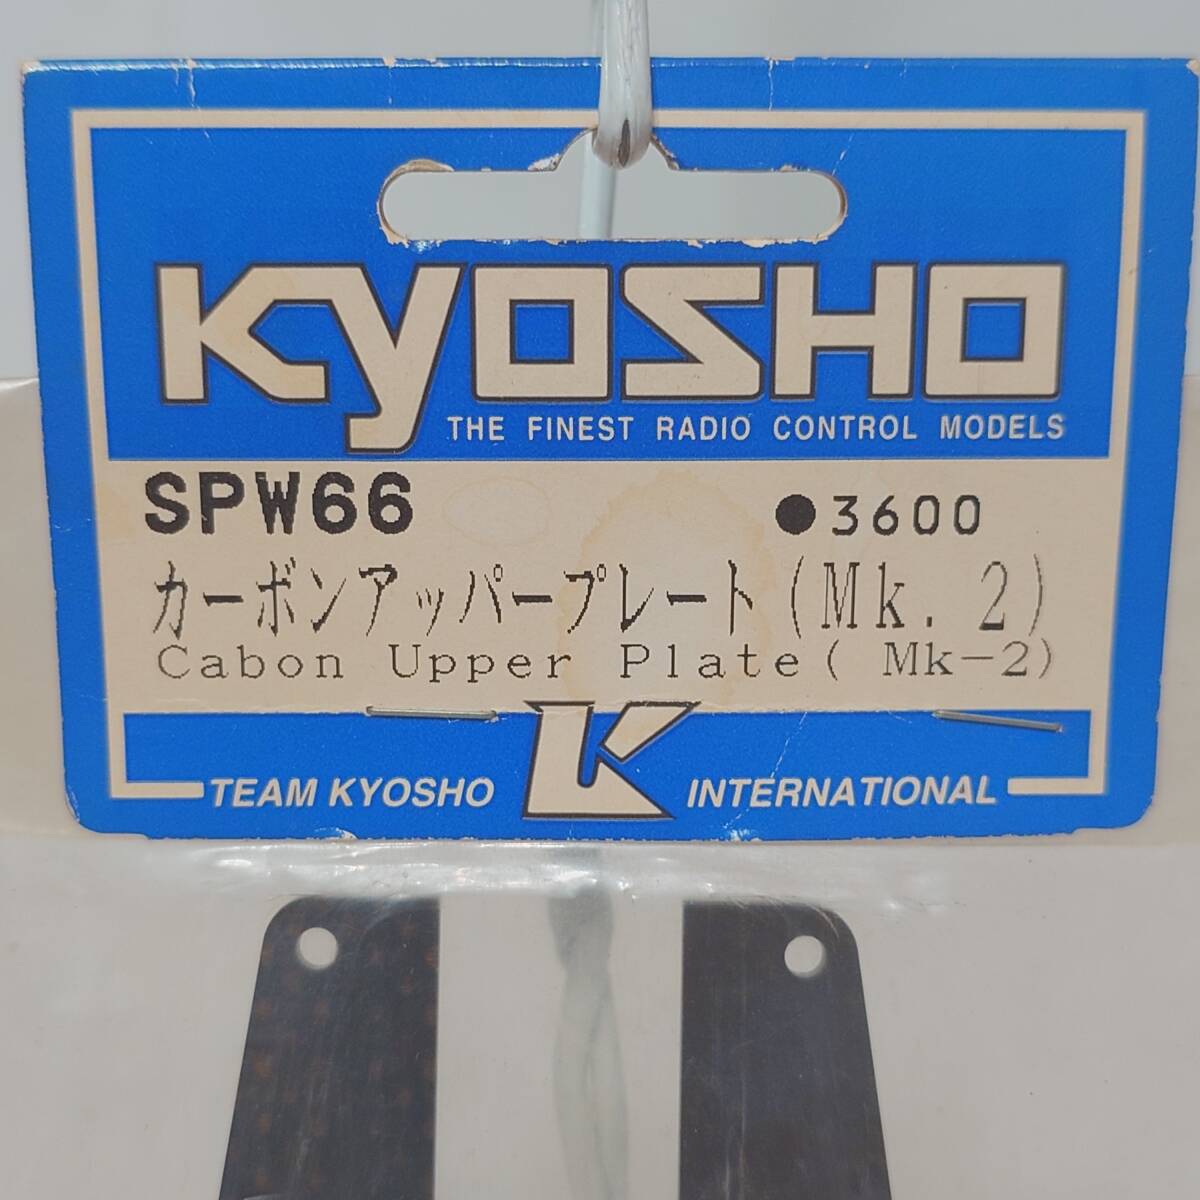 KYOSHO
THE FINEST RADIO CONTROL MODELS
SPW66 ●3600
カーボンアッパープレート(Mk.2)
Cabon Upper Plate( Mk-2)
TEAM KYOSHO K INTERNATIONAL